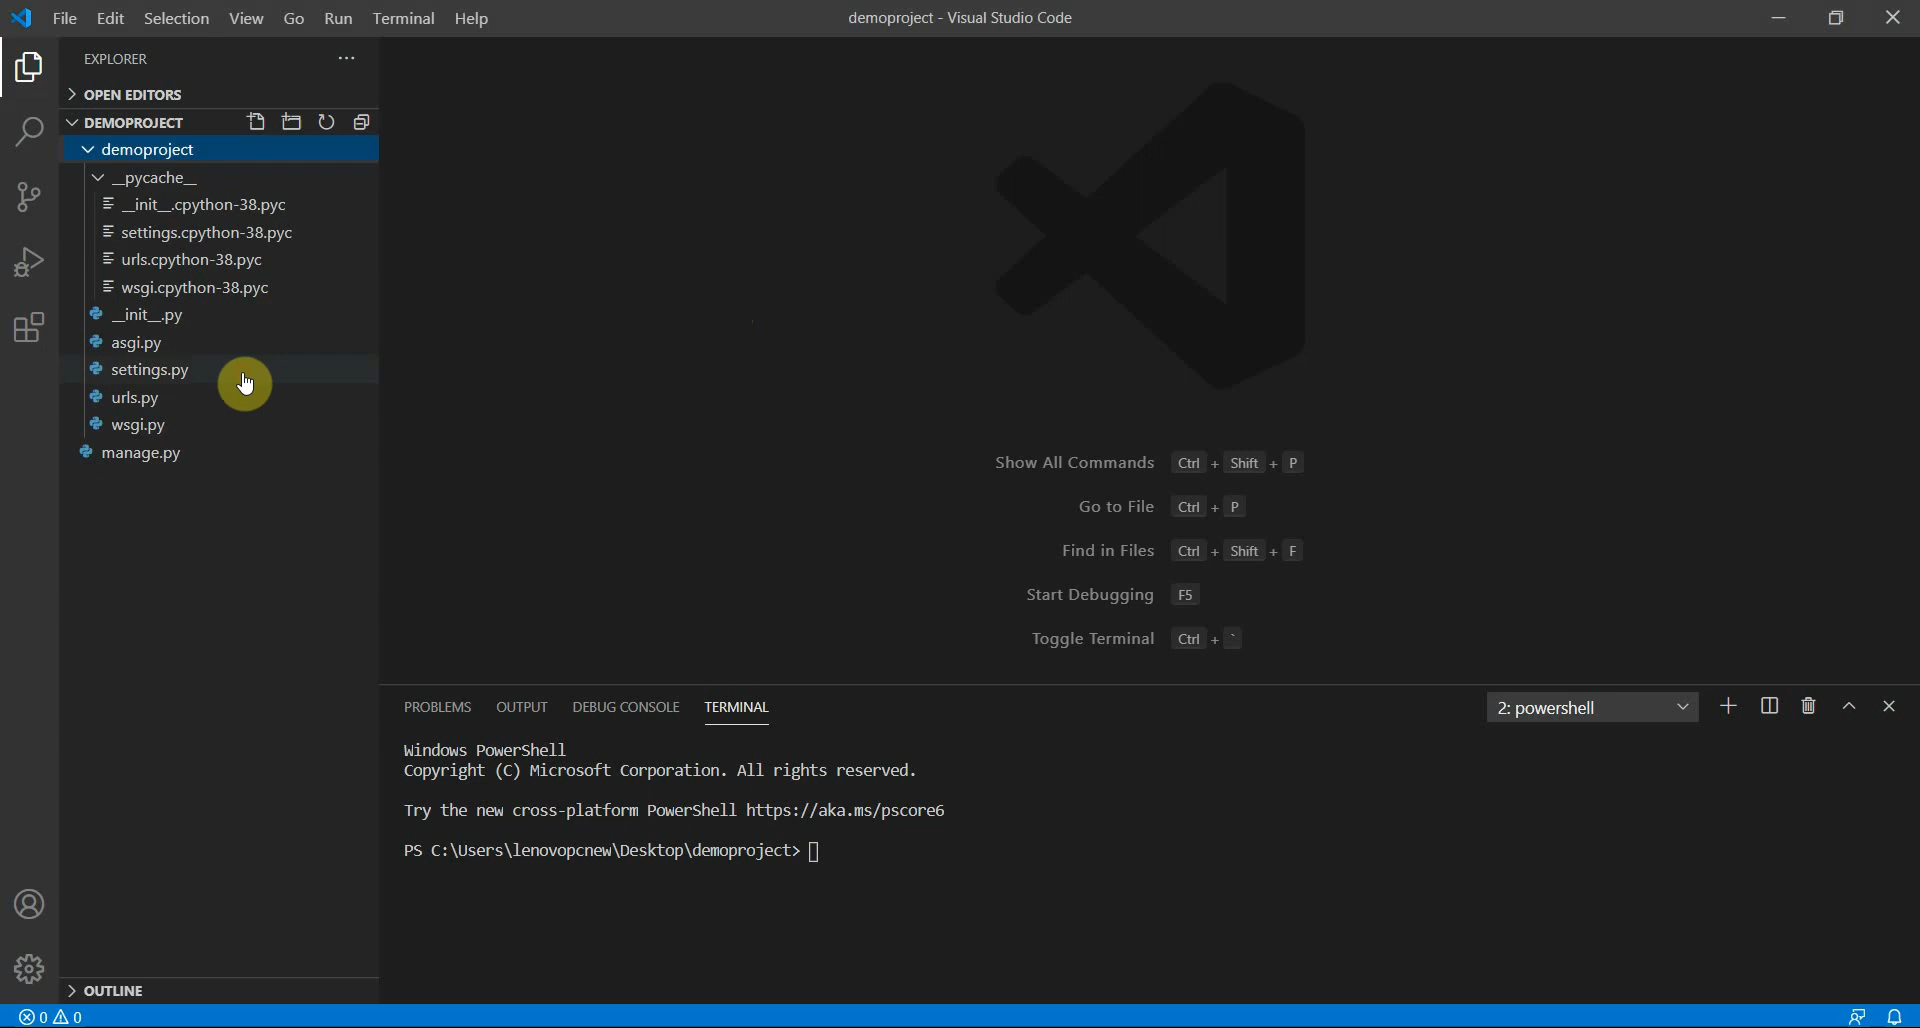 File Edit Selection View Go Run Terminal Help
demoproject - Visual Studio Code
EXPLORER
OPEN EDITORS
DEMOPROJECT
demoproject
__pycache__
__init__.cpython-38.pyc
settings.cpython-38.pyc
urls.cpython-38.pyc
wsgi.cpython-38.pyc
__init__.py
asgi.py
settings.py
urls.py
wsgi.py
manage.py
OUTLINE
Show All Commands Ctrl + Shift + P
Go to File Ctrl + P
Find in Files Ctrl + Shift + F
Start Debugging F5
Toggle Terminal Ctrl + `
PROBLEMS OUTPUT DEBUG CONSOLE TERMINAL
2: powershell
Windows PowerShell
Copyright (C) Microsoft Corporation. All rights reserved.
Try the new cross-platform PowerShell https://aka.ms/pscore6
PS C:\Users\lenovopcnew\Desktop\demoproject>
0 0